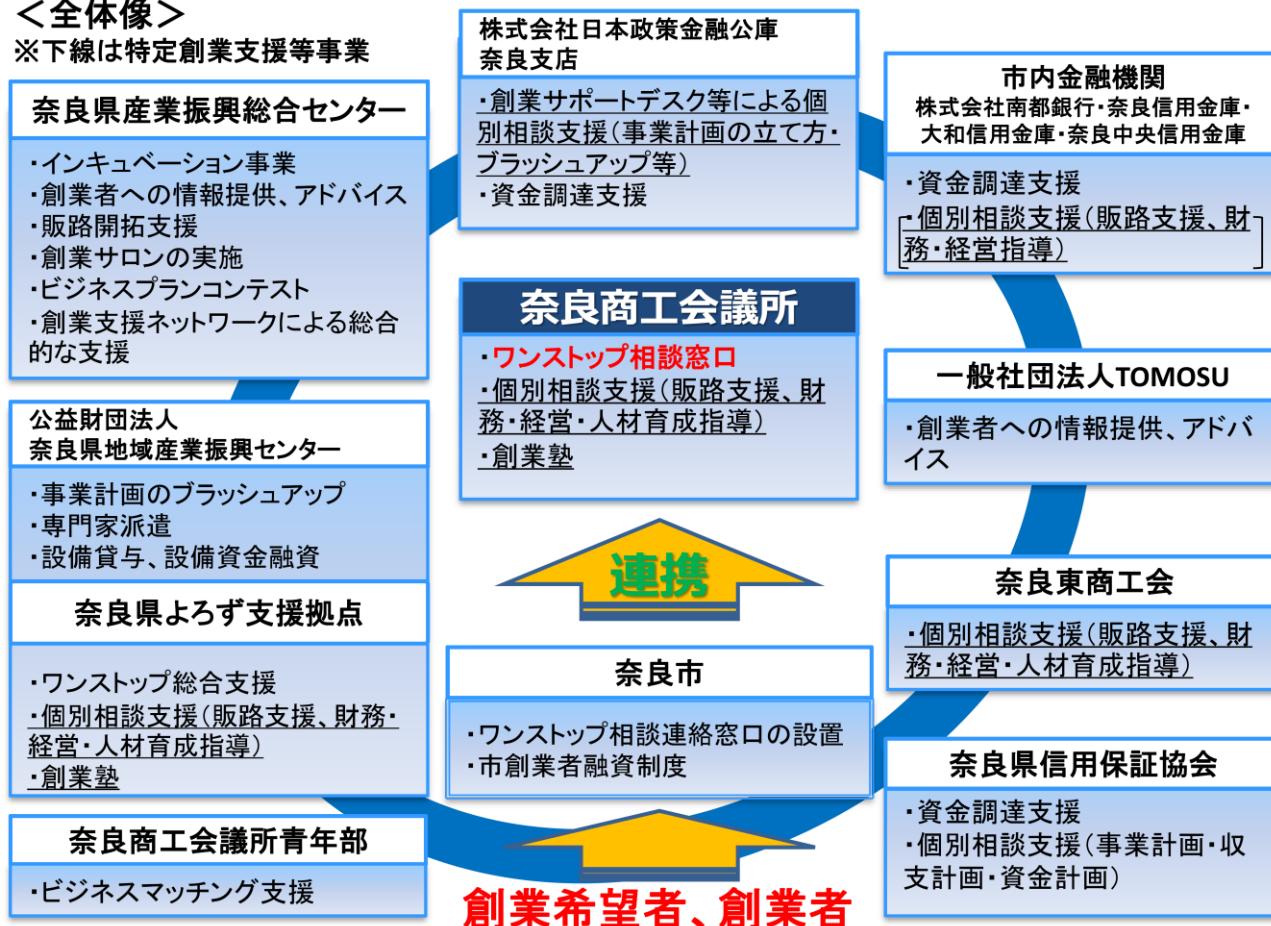 ＜全体像＞
※下線は特定創業支援等事業
奈良県産業振興総合センター
・インキュベーション事業
・創業者への情報提供、アドバイス
・販路開拓支援
・創業サロンの実施
・ビジネスプランコンテスト
・創業支援ネットワークによる総合
的な支援
公益財団法人
奈良県地域産業振興センター
・事業計画のブラッシュアップ
・専門家派遣
・設備貸与、設備資金融資
奈良県よろず支援拠点
・ワンストップ総合支援
・個別相談支援（販路支援、財務・
経営・人材育成指導）
・創業塾
奈良商工会議所青年部
・ビジネスマッチング支援
株式会社日本政策金融公庫
奈良支店
・創業サポートデスク等による個
別相談支援（事業計画の立て方・
ブラッシュアップ等）
・資金調達支援
奈良商工会議所
・ワンストップ相談窓口
・個別相談支援（販路支援、財
務・経営・人材育成指導）
・創業塾
連携
奈良市
・ワンストップ相談連絡窓口の設置
・市創業者融資制度
創業希望者、創業者
市内金融機関
株式会社南都銀行・奈良信用金庫・
大和信用金庫・奈良中央信用金庫
・資金調達支援
・個別相談支援（販路支援、財
務・経営指導）
一般社団法人TOMOSU
・創業者への情報提供、アドバ
イス
奈良東商工会
・個別相談支援（販路支援、財
務・経営・人材育成指導）
奈良県信用保証協会
・資金調達支援
・個別相談支援（事業計画・収
支計画・資金計画）